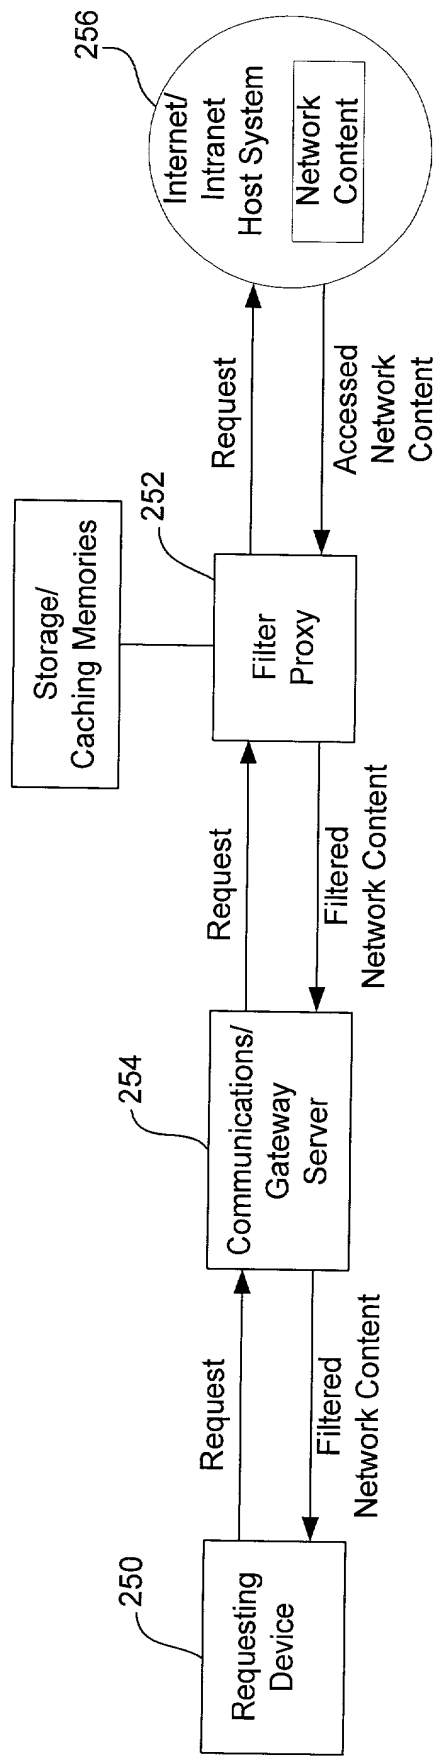 250
Requesting
Device
Request
Filtered
Network Content
254
Communications/
Gateway
Server
Request
Filtered
Network Content
Storage/
Caching Memories
252
Filter
Proxy
Request
Accessed
Network
Content
256
Internet/
Intranet
Host System
Network
Content